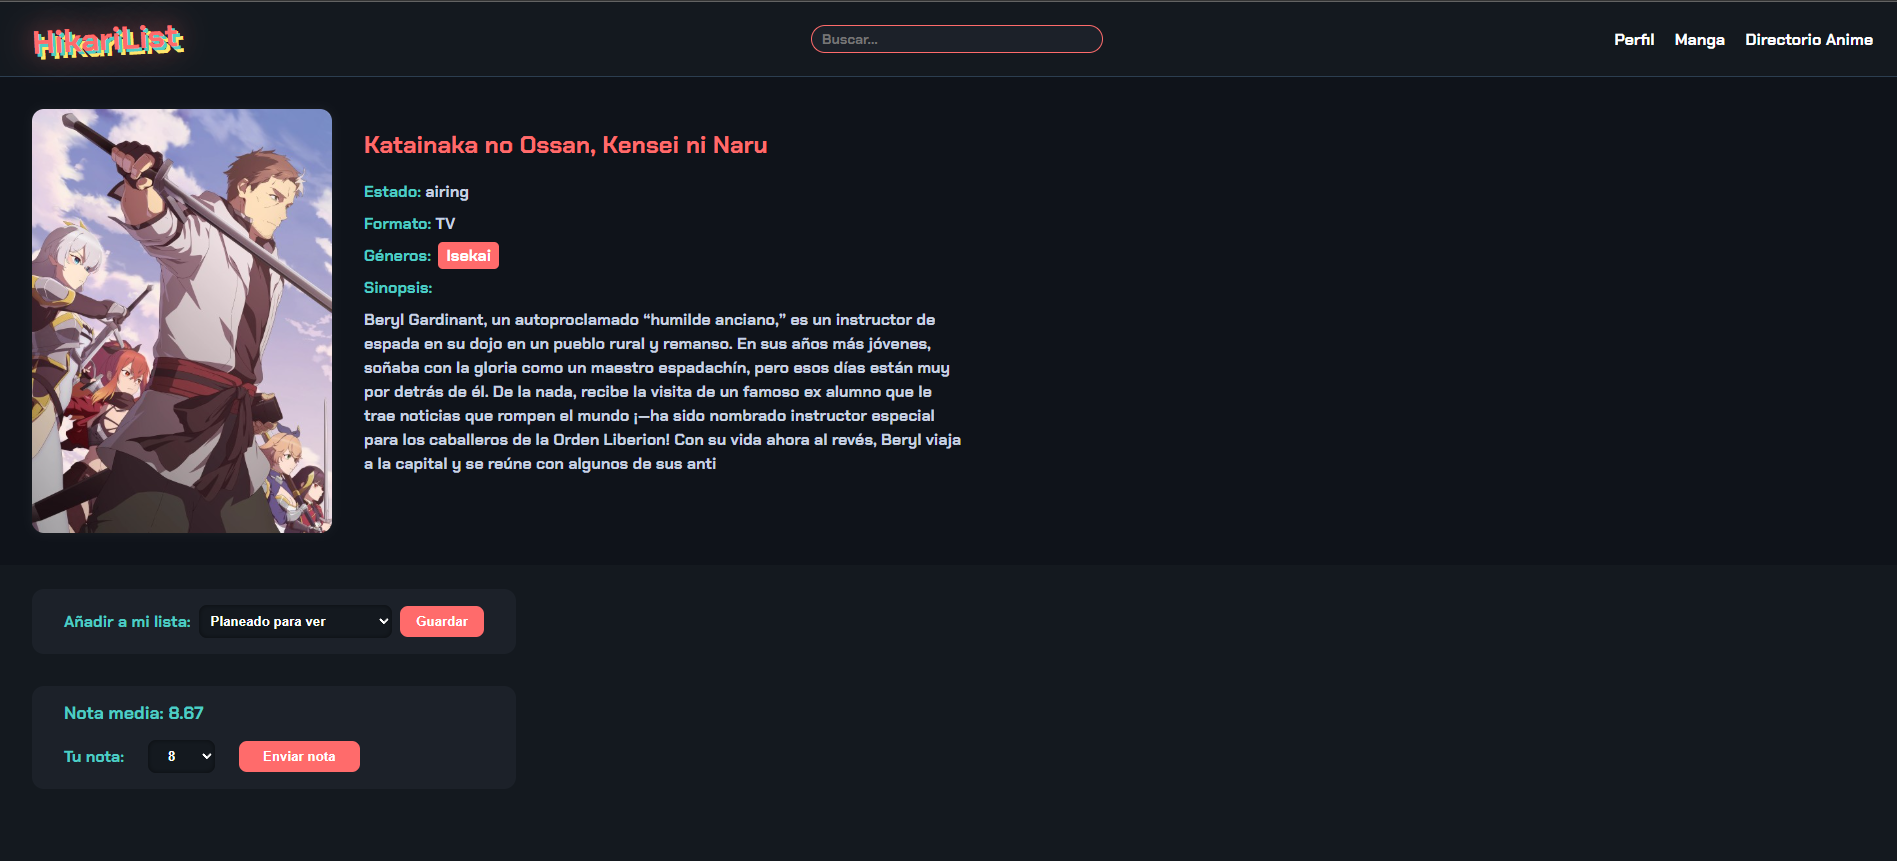 HikariList
Buscar...
Perfil
Manga
Directorio Anime
Katainaka no Ossan, Kensei ni Naru
Estado: airing
Formato: TV
Géneros: Isekai
Sinopsis:
Beryl Gardinant, un autoproclamado “humilde anciano,” es un instructor de
espada en su dojo en un pueblo rural y remanso. En sus años más jóvenes,
soñaba con la gloria como un maestro espadachín, pero esos días están muy
por detrás de él. De la nada, recibe la visita de un famoso ex alumno que le
trae noticias que rompen el mundo ¡—ha sido nombrado instructor especial
para los caballeros de la Orden Liberion! Con su vida ahora al revés, Beryl viaja
a la capital y se reúne con algunos de sus anti
Añadir a mi lista: Planeado para ver Guardar
Nota media: 8.67
Tu nota: 8 Enviar nota